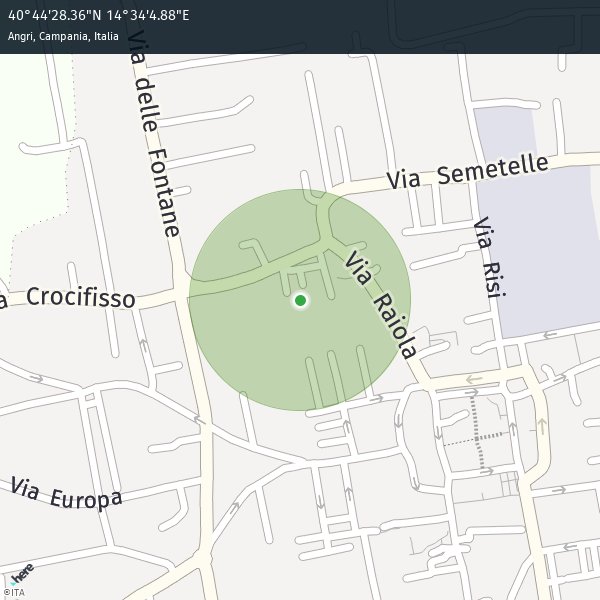 40°44'28.36"N 14°34'4.88"E
Angri, Campania, Italia
Via delle Fontane
Via Semetelle
Via Risi
a Crocifisso
Via Raiola
Via Europa
here
©ITA